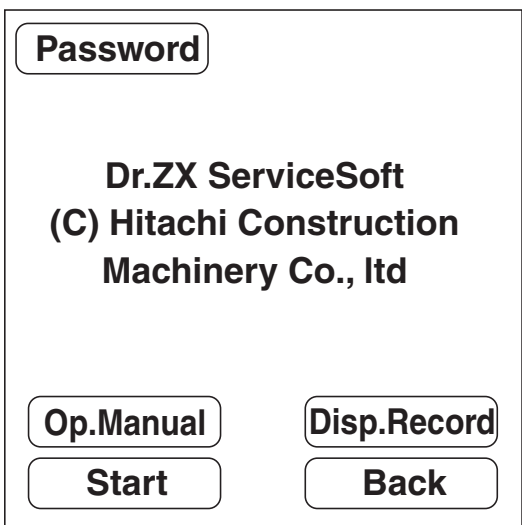 Password
Dr.ZX ServiceSoft
(C) Hitachi Construction
Machinery Co., ltd
Op.Manual Disp.Record
Start Back